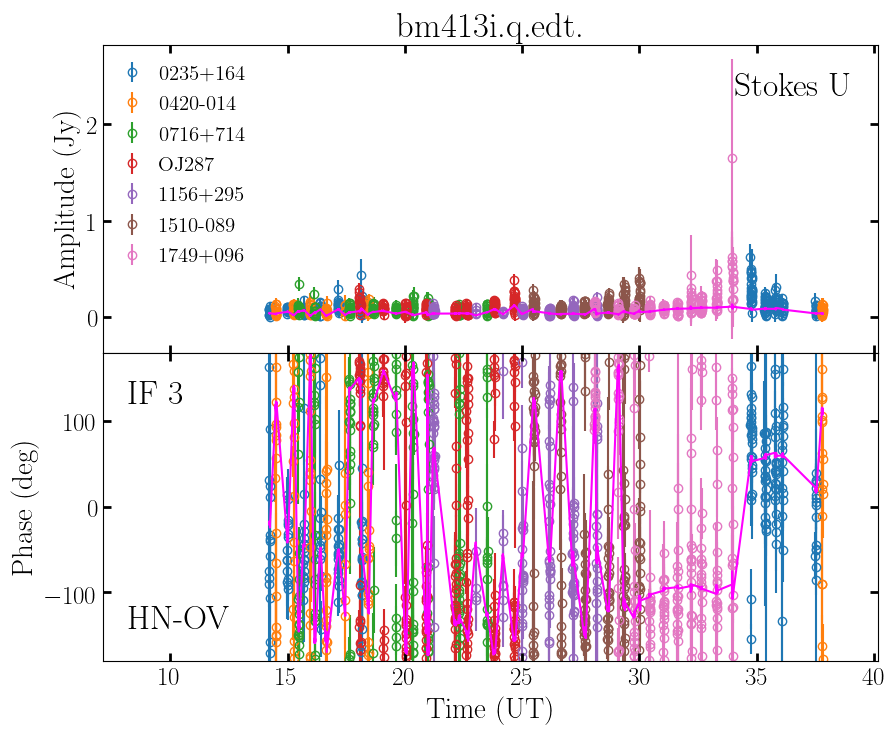 bm413i.q.edt.
Stokes U
0235+164
0420-014
0716+714
OJ287
1156+295
1510-089
1749+096
Amplitude (Jy)
2
1
0
IF 3
HN-OV
Phase (deg)
100
0
−100
10
15
20
25
30
35
40
Time (UT)